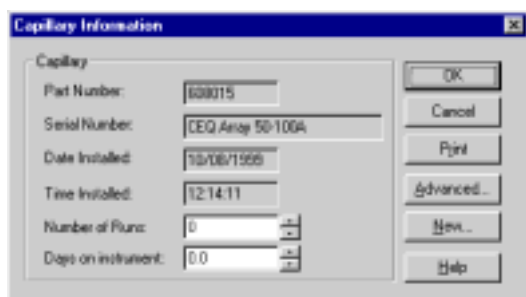 Capillary Information
Capillary
Part Number: 608015
Serial Number: CEQ Array 50-100A
Date Installed: 10/08/1999
Time Installed: 12:14:11
Number of Runs: 0
Days on instrument: 0.0
OK
Cancel
Print
Advanced...
New...
Help